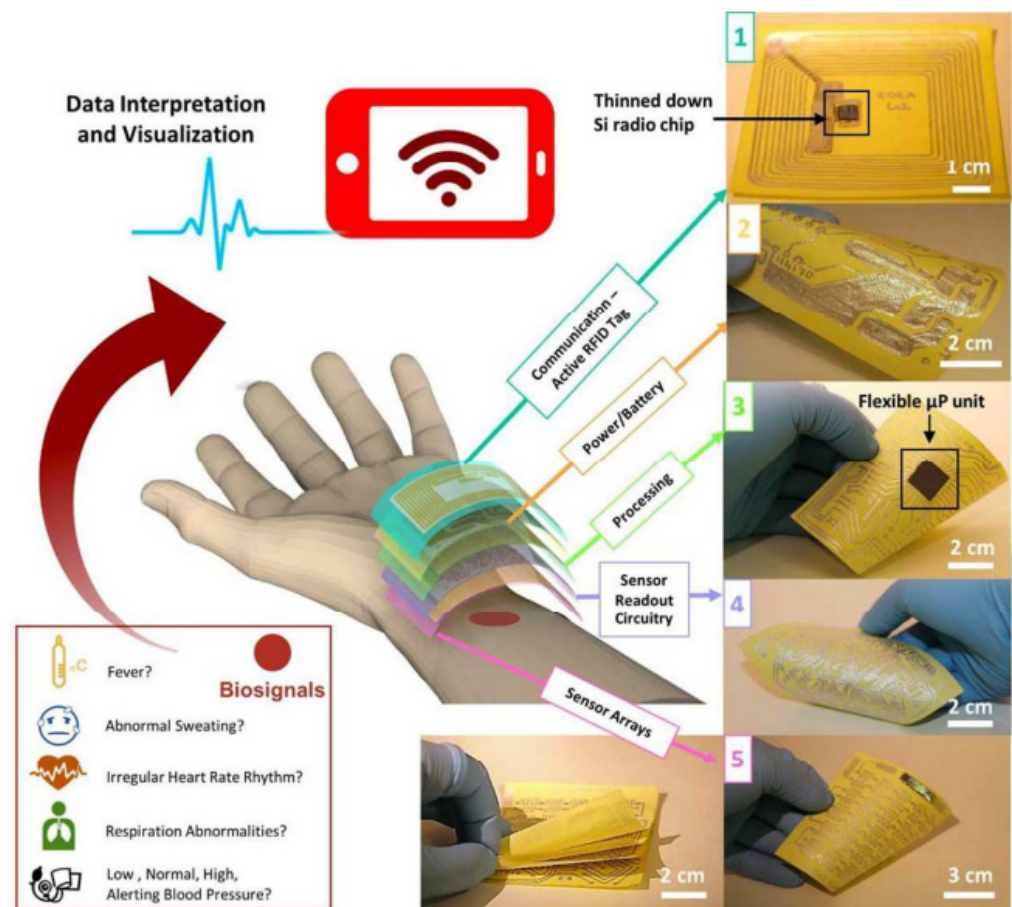 Data Interpretation
and Visualization
1
Thinned down
Si radio chip
1 cm
2
2 cm
Communication –
Active RFID Tag
Power/Battery
Processing
3
Flexible µP unit
2 cm
Sensor
Readout
Circuitry
4
2 cm
Sensor Arrays
5
3 cm
2 cm
°C
Fever?
Biosignals
Abnormal Sweating?
Irregular Heart Rate Rhythm?
Respiration Abnormalities?
Low , Normal, High,
Alerting Blood Pressure?